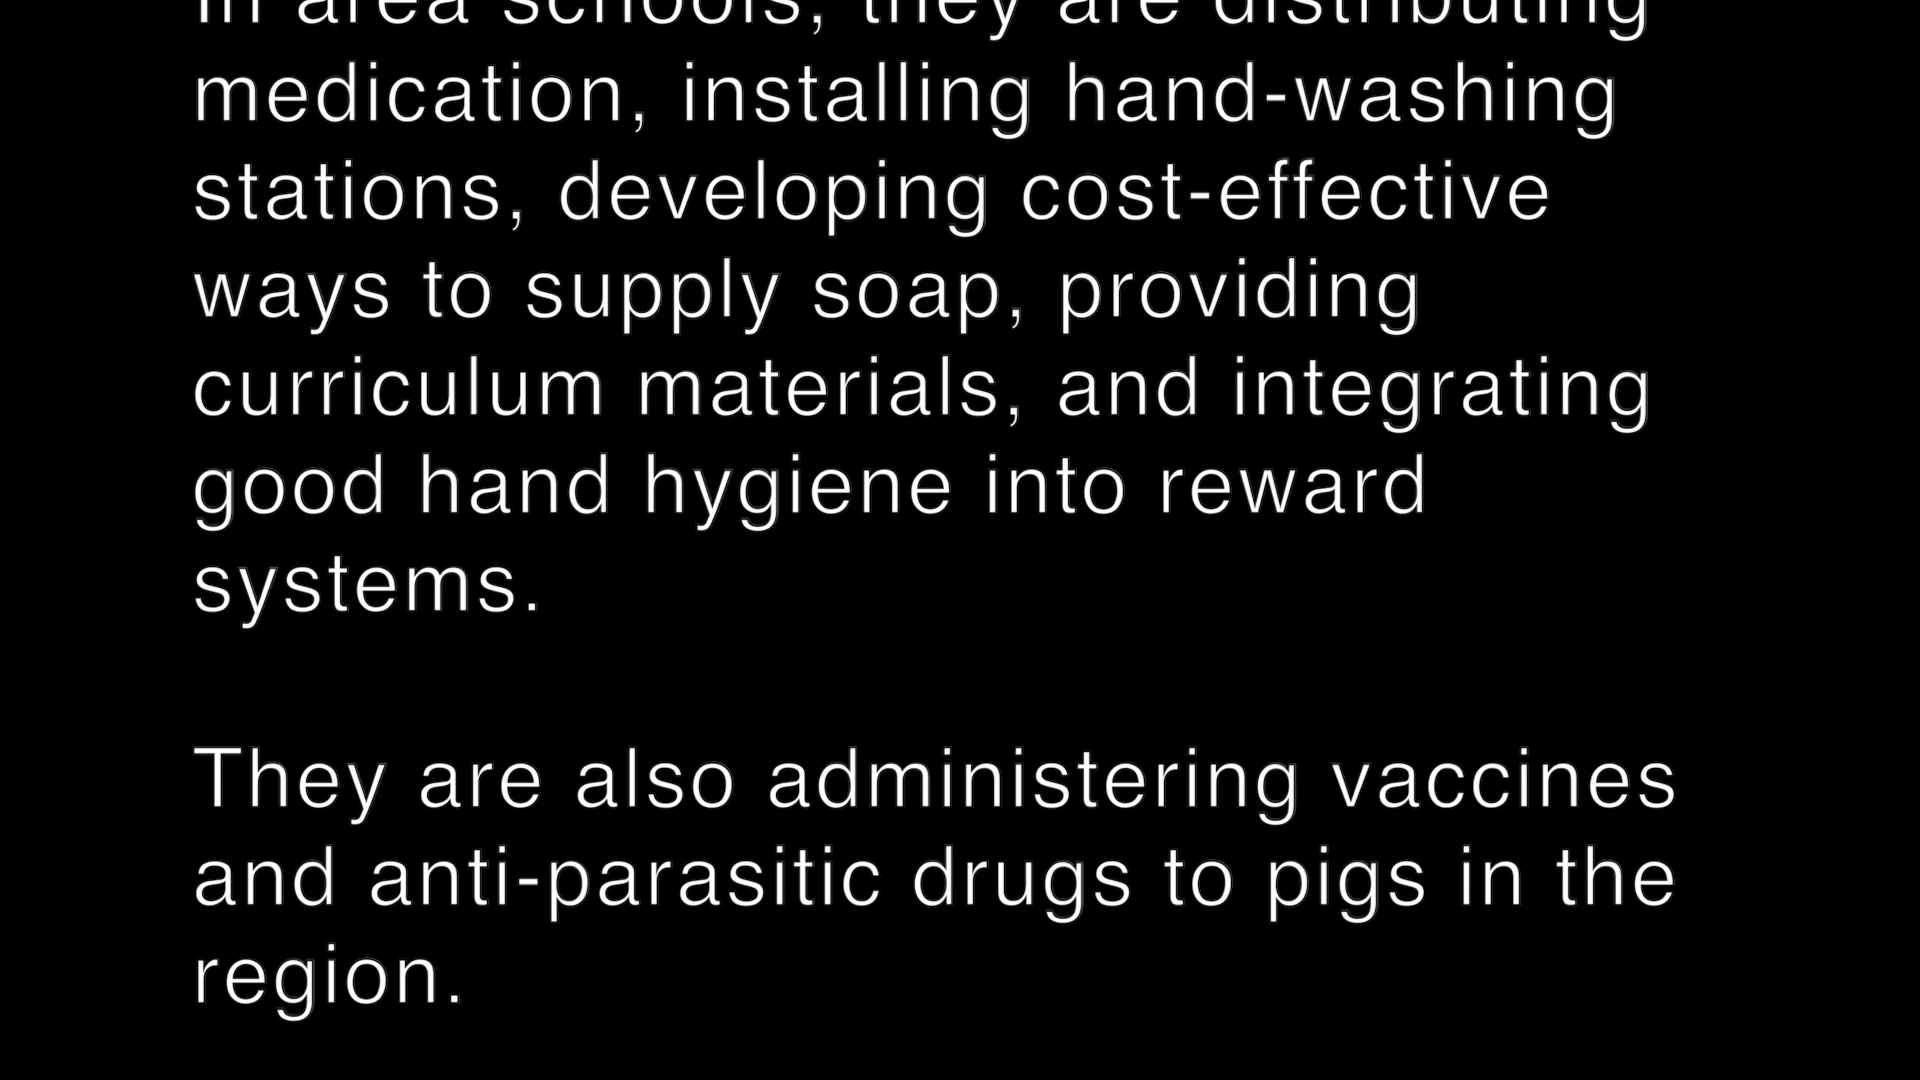 In area schools, they are distributing
medication, installing hand-washing
stations, developing cost-effective
ways to supply soap, providing
curriculum materials, and integrating
good hand hygiene into reward
systems.
They are also administering vaccines
and anti-parasitic drugs to pigs in the
region.